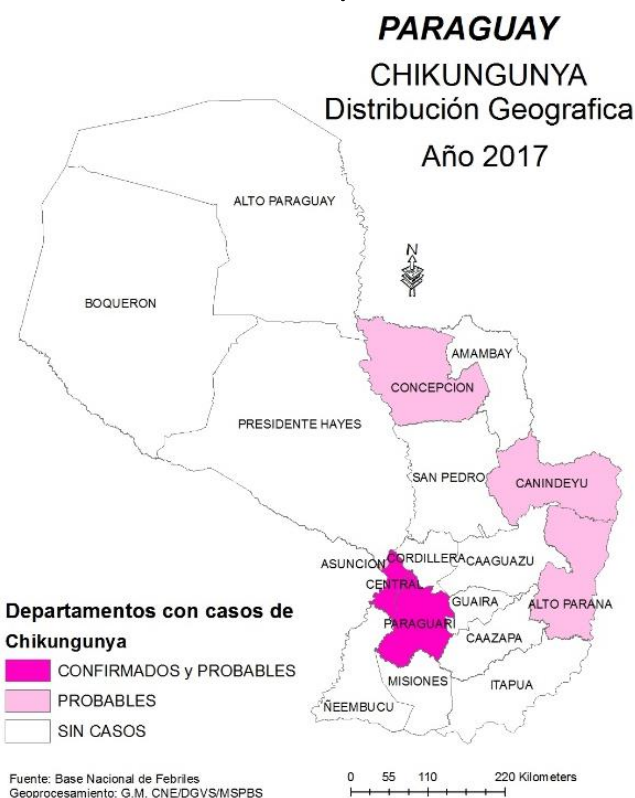 PARAGUAY
CHIKUNGUNYA
Distribución Geografica
Año 2017
N
ALTO PARAGUAY
BOQUERON
AMAMBAY
CONCEPCION
PRESIDENTE HAYES
SAN PEDRO
CANINDEYU
ASUNCION
CORDILLERA
CAAGUAZU
CENTRAL
GUAIRA
ALTO PARANA
PARAGUARÍ
CAAZAPA
MISIONES
ITAPUA
ÑEEMBUCU
Departamentos con casos de
Chikungunya
CONFIRMADOS y PROBABLES
PROBABLES
SIN CASOS
Fuente: Base Nacional de Febriles
Geoprocesamiento: G.M. CNE/DGVS/MSPBS
0 55 110 220 Kilometers